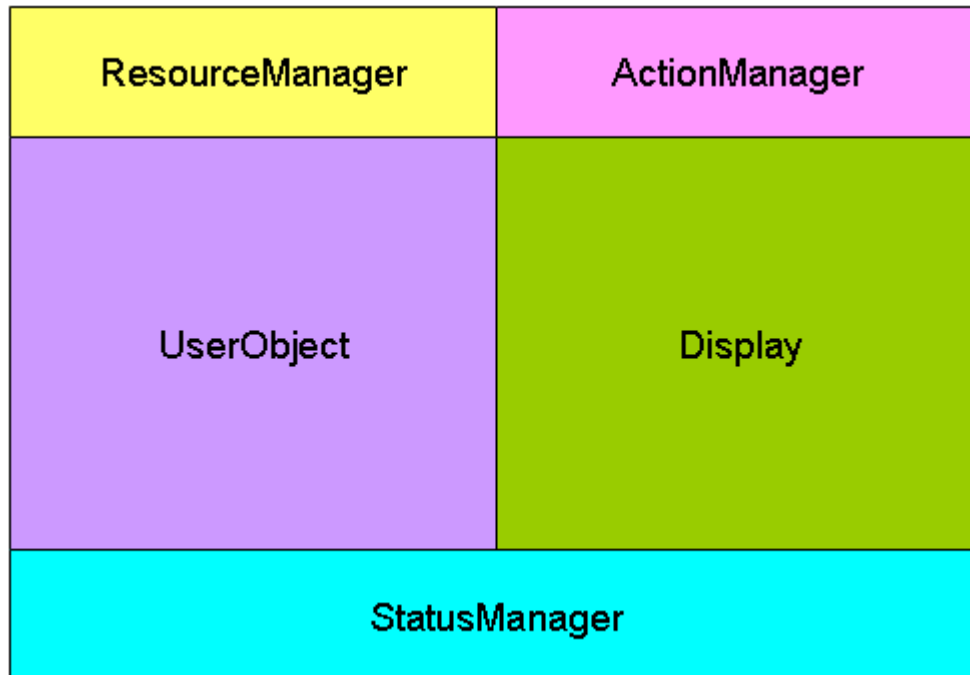 ResourceManager
ActionManager
UserObject
Display
StatusManager